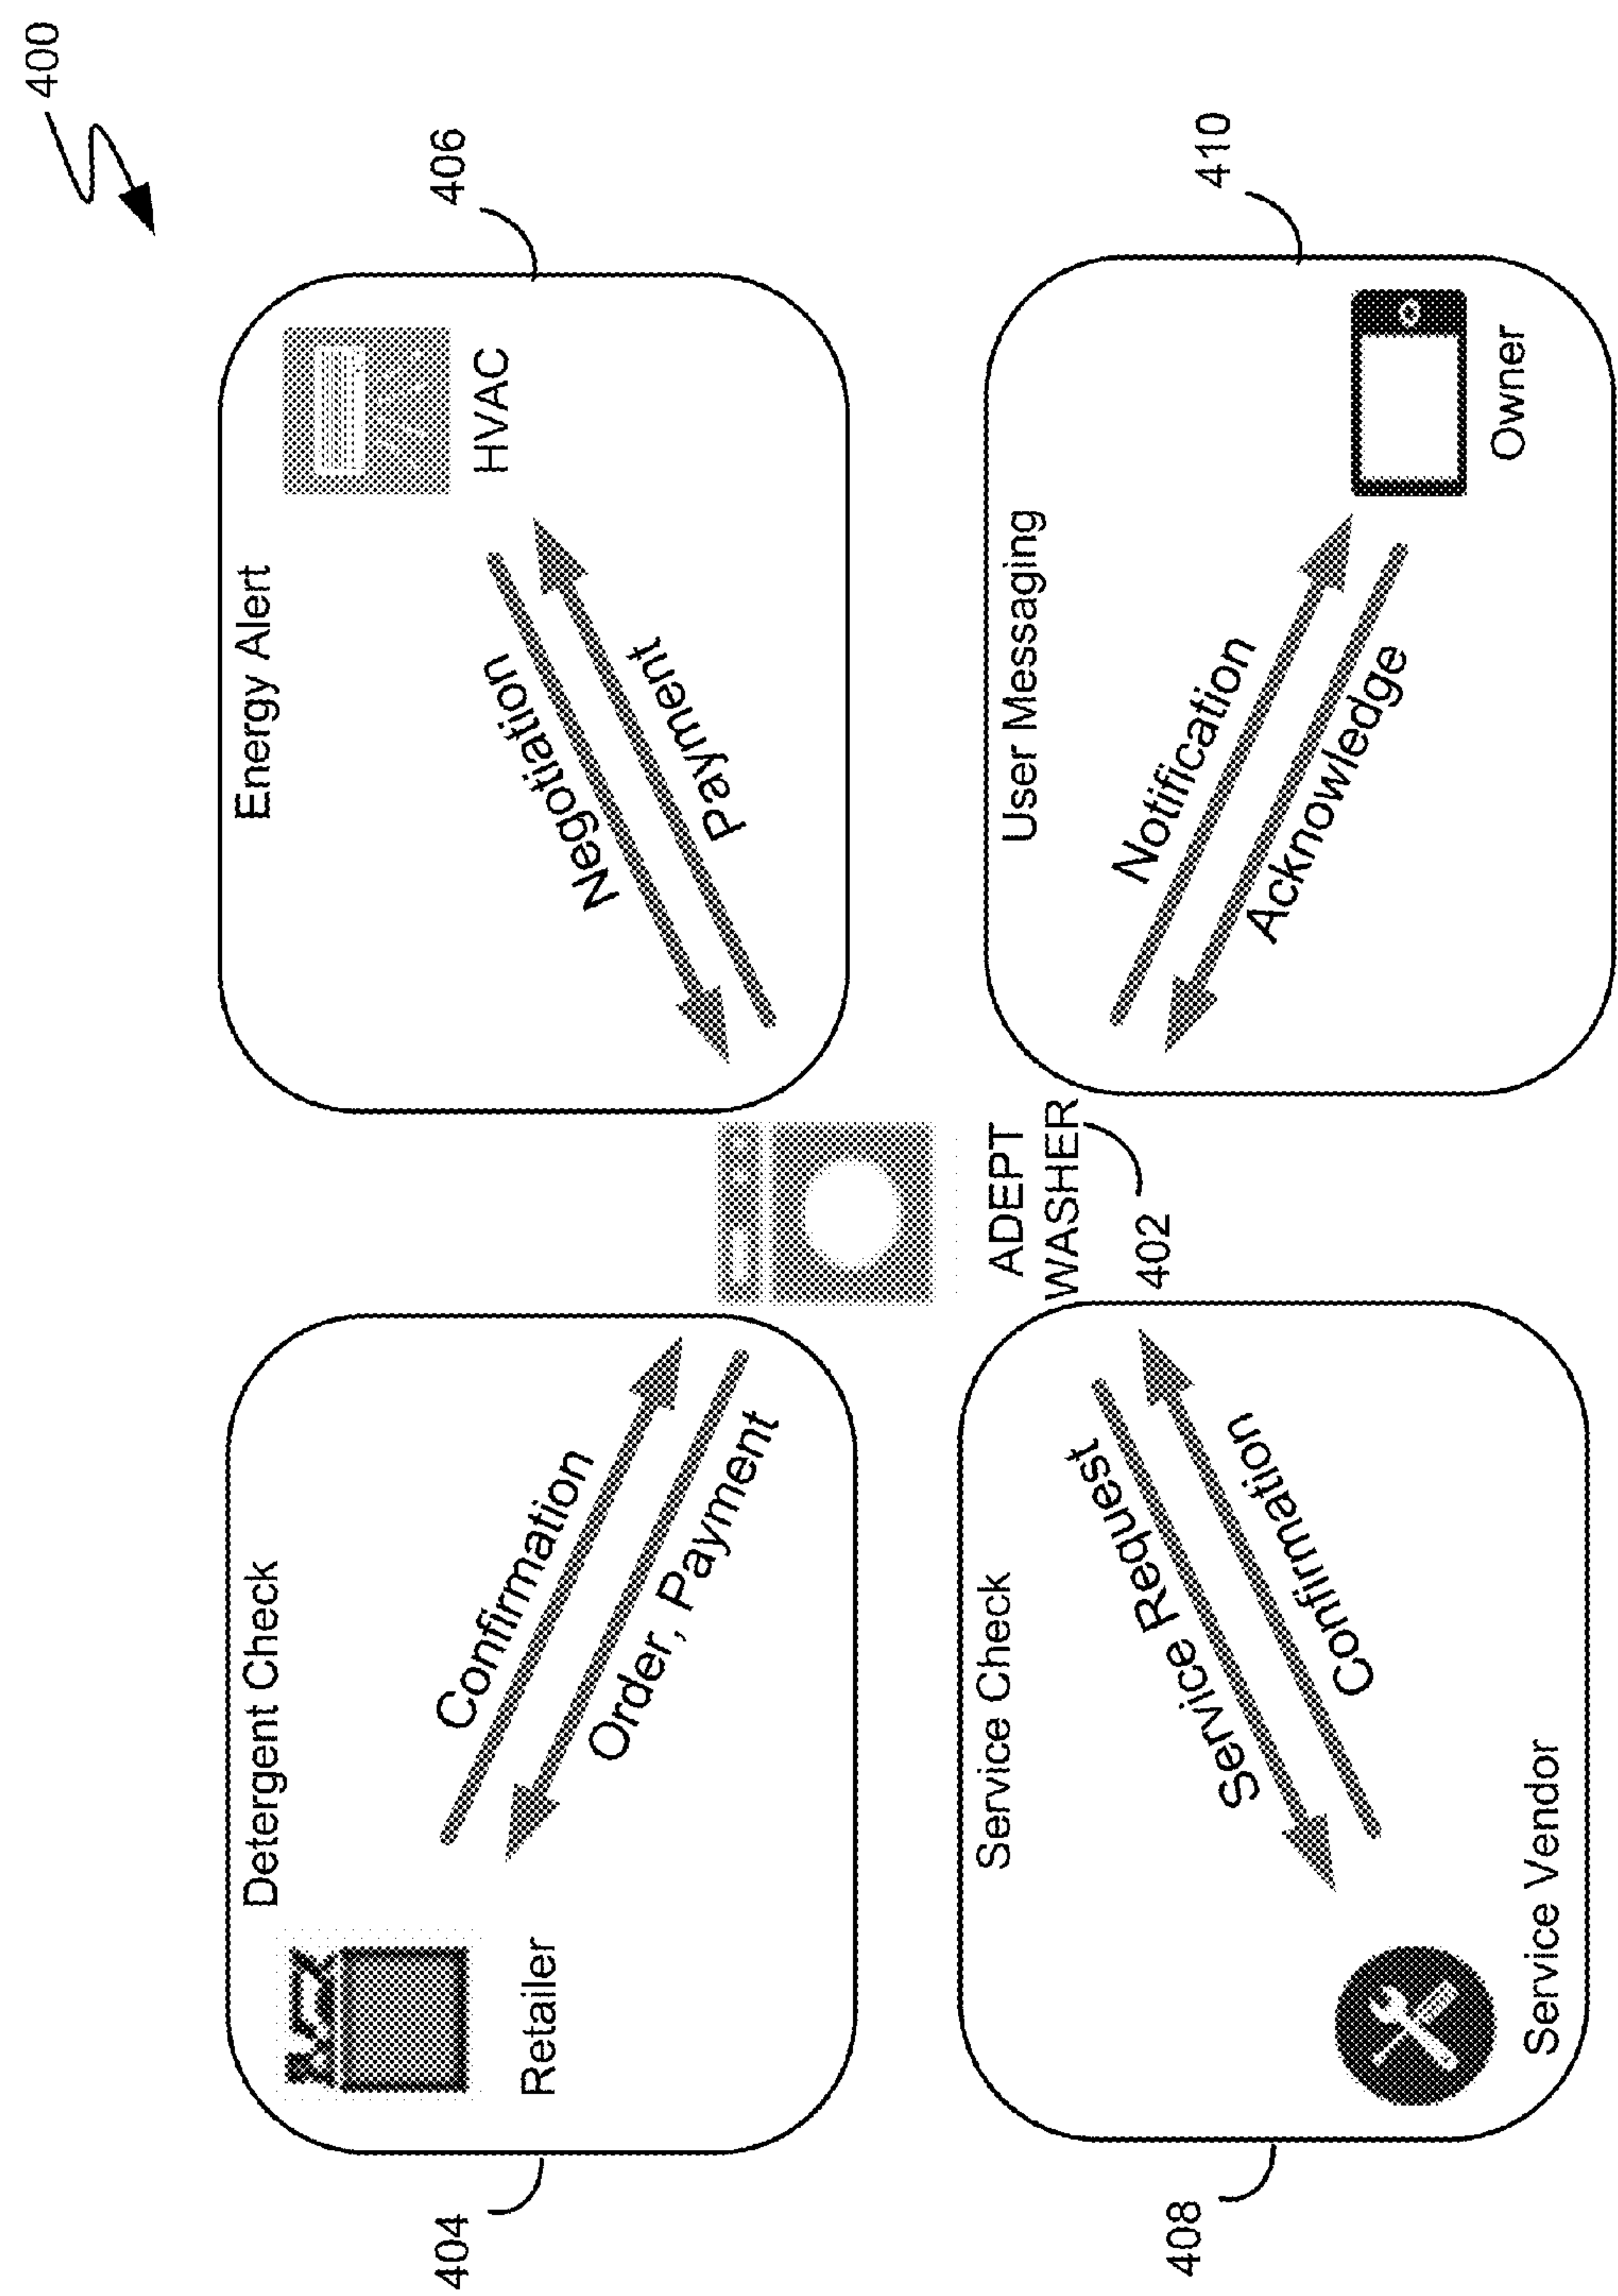 400
404
Detergent Check
Retailer
Confirmation
Order, Payment
406
Energy Alert
HVAC
Negotiation
Payment
ADEPT
WASHER
402
408
Service Check
Service Request
Confirmation
Service Vendor
410
User Messaging
Notification
Acknowledge
Owner